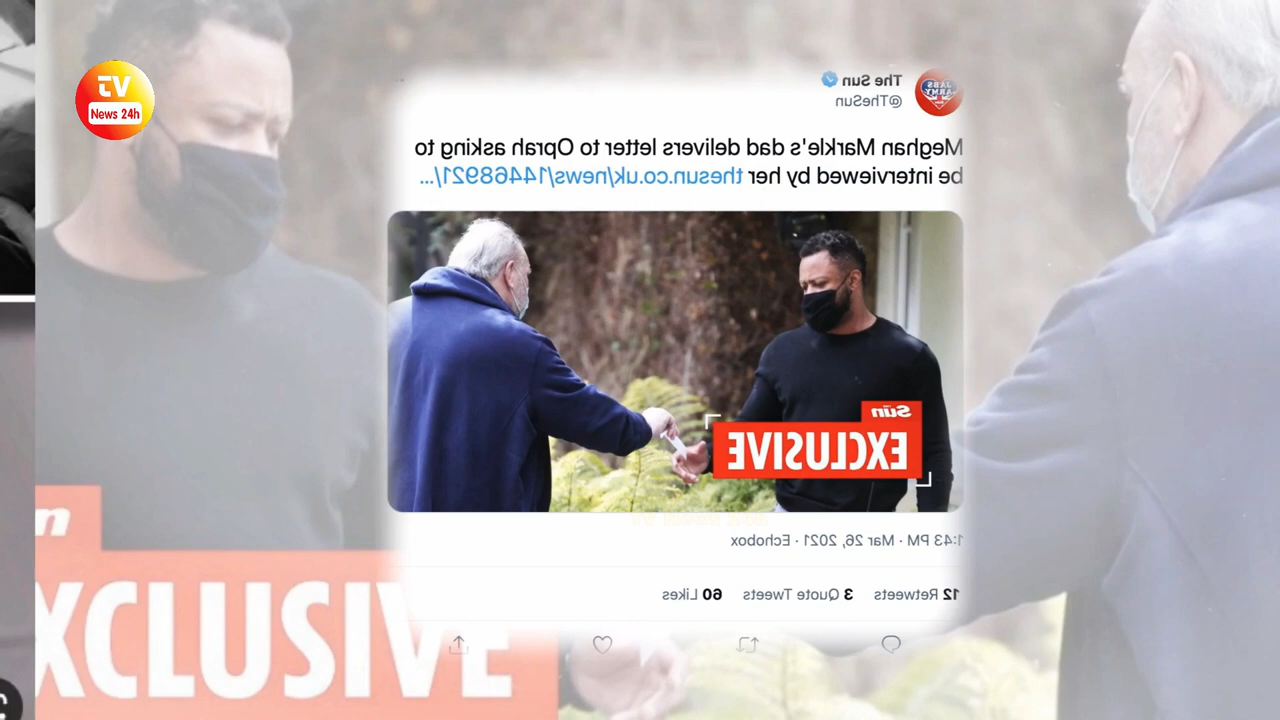 TV
News 24h
The Sun
@TheSun
Meghan Markle's dad delivers letter to Oprah asking to
be interviewed by her thesun.co.uk/news/14468921/...
Sun
EXCLUSIVE
1:43 PM · Mar 26, 2021 · Echobox
12 Retweets 3 Quote Tweets 60 Likes
n
XCLUSIVE